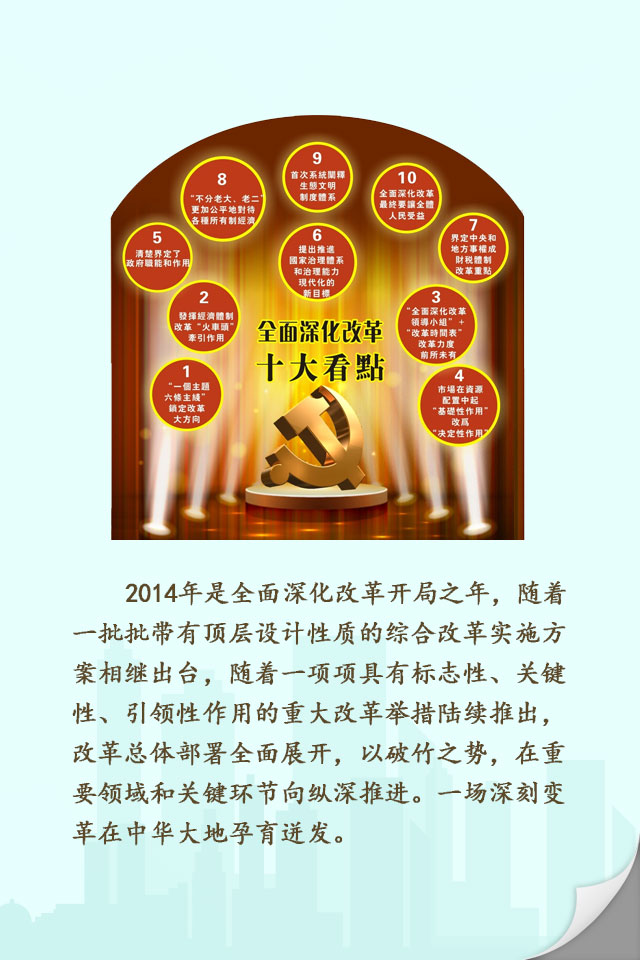 9
首次系統闡釋
生態文明
制度體系
8
“不分老大、老二”
更加公平地對待
各種所有制經濟
10
全面深化改革
最終要讓全體
人民受益
6
提出推進
國家治理體系
和治理能力
現代化的
新目標
5
清楚界定了
政府職能和作用
7
界定中央和
地方事權成
財税體制
改革重點
2
發揮經濟體制
改革“火車頭”
牽引作用
3
“全面深化改革
領導小組”+
“改革時間表”
改革力度
前所未有
全面深化改革
十大看點
1
“一個主題
六條主綫”
鎖定改革
大方向
4
市場在資源
配置中起
“基礎性作用”
改爲
“決定性作用”
2014年是全面深化改革开局之年，随着
一批批带有顶层设计性质的综合改革实施方
案相继出台，随着一项项具有标志性、关键
性、引领性作用的重大改革举措陆续推出，
改革总体部署全面展开，以破竹之势，在重
要领域和关键环节向纵深推进。一场深刻变
革在中华大地孕育迸发。